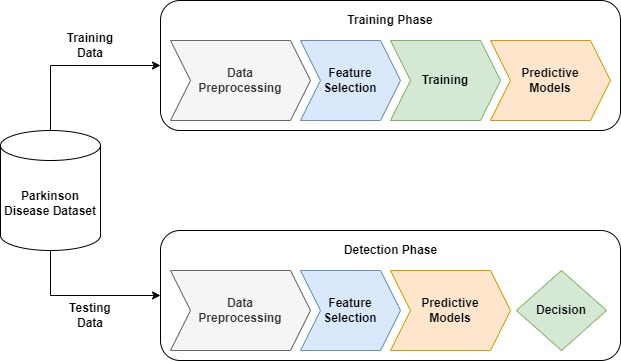 Training
Data
Training Phase
Data
Preprocessing
Feature
Selection
Training
Predictive
Models
Parkinson
Disease Dataset
Detection Phase
Data
Preprocessing
Feature
Selection
Predictive
Models
Decision
Testing
Data